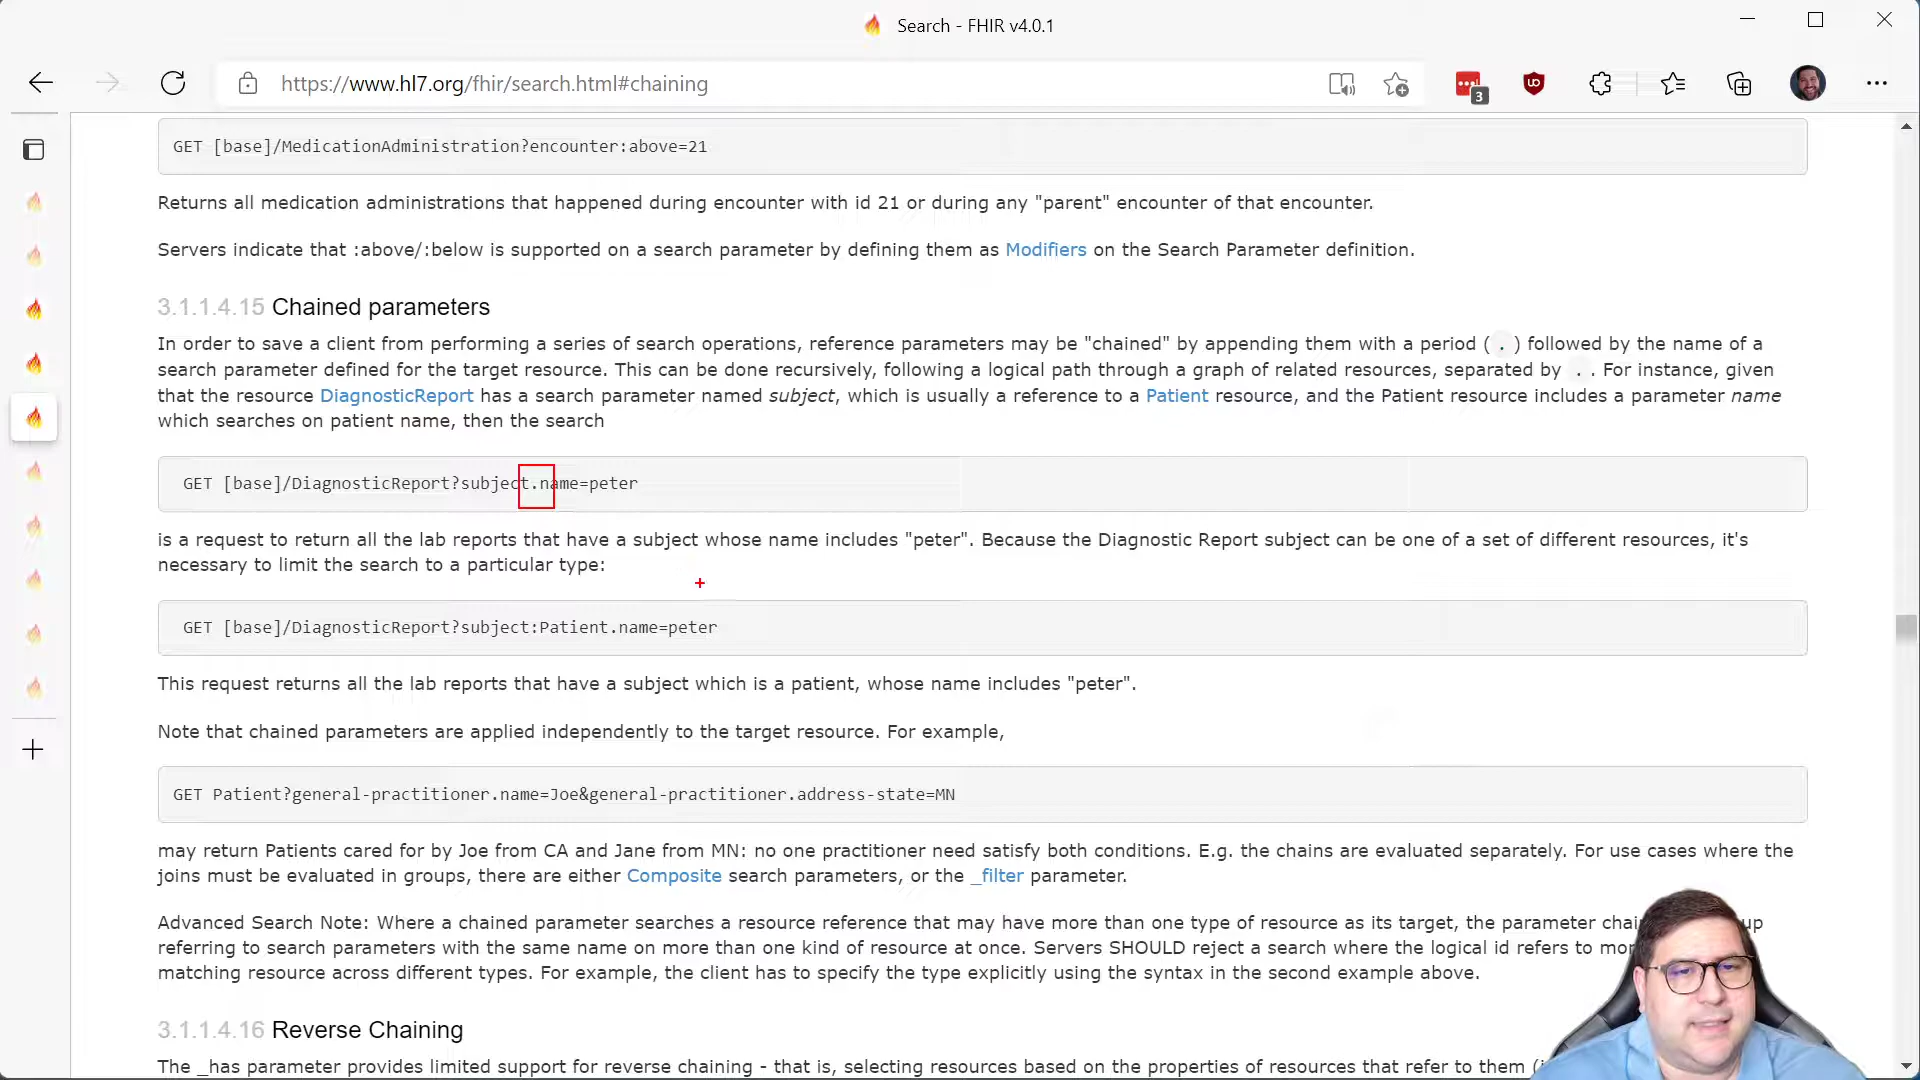 Search - FHIR v4.0.1
https://www.hl7.org/fhir/search.html#chaining
3
GET [base]/MedicationAdministration?encounter:above=21
Returns all medication administrations that happened during encounter with id 21 or during any "parent" encounter of that encounter.
Servers indicate that :above/:below is supported on a search parameter by defining them as Modifiers on the Search Parameter definition.
3.1.1.4.15 Chained parameters
In order to save a client from performing a series of search operations, reference parameters may be "chained" by appending them with a period ( . ) followed by the name of a
search parameter defined for the target resource. This can be done recursively, following a logical path through a graph of related resources, separated by . . For instance, given
that the resource DiagnosticReport has a search parameter named subject, which is usually a reference to a Patient resource, and the Patient resource includes a parameter name
which searches on patient name, then the search
GET [base]/DiagnosticReport?subject.name=peter
is a request to return all the lab reports that have a subject whose name includes "peter". Because the Diagnostic Report subject can be one of a set of different resources, it's
necessary to limit the search to a particular type:
GET [base]/DiagnosticReport?subject:Patient.name=peter
This request returns all the lab reports that have a subject which is a patient, whose name includes "peter".
Note that chained parameters are applied independently to the target resource. For example,
GET Patient?general-practitioner.name=Joe&general-practitioner.address-state=MN
may return Patients cared for by Joe from CA and Jane from MN: no one practitioner need satisfy both conditions. E.g. the chains are evaluated separately. For use cases where the
joins must be evaluated in groups, there are either Composite search parameters, or the _filter parameter.
Advanced Search Note: Where a chained parameter searches a resource reference that may have more than one type of resource as its target, the parameter chai up
referring to search parameters with the same name on more than one kind of resource at once. Servers SHOULD reject a search where the logical id refers to mor
matching resource across different types. For example, the client has to specify the type explicitly using the syntax in the second example above.
3.1.1.4.16 Reverse Chaining
The _has parameter provides limited support for reverse chaining - that is, selecting resources based on the properties of resources that refer to them (i